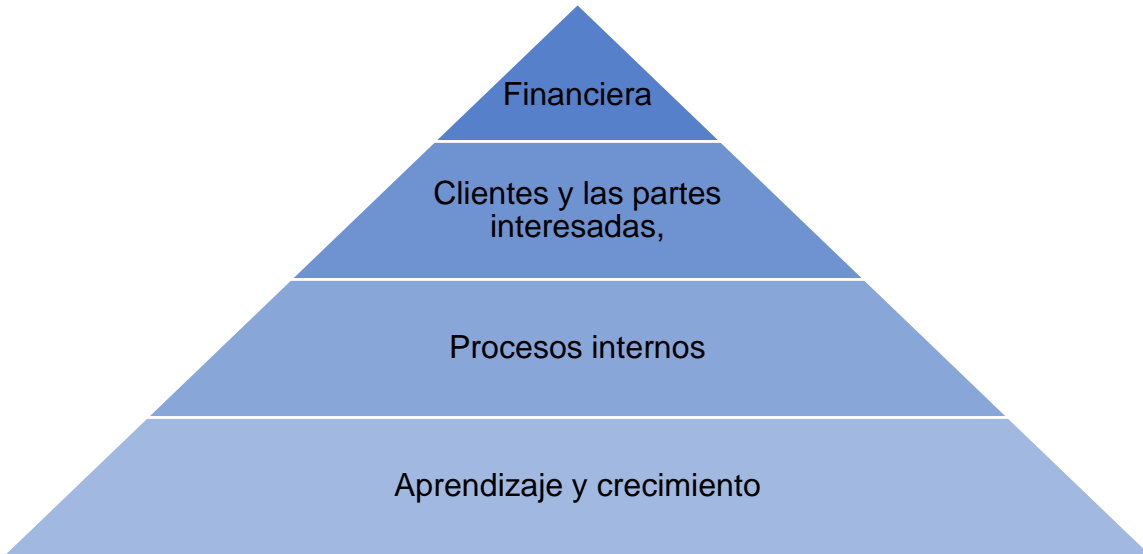 Financiera
Clientes y las partes
interesadas,
Procesos internos
Aprendizaje y crecimiento